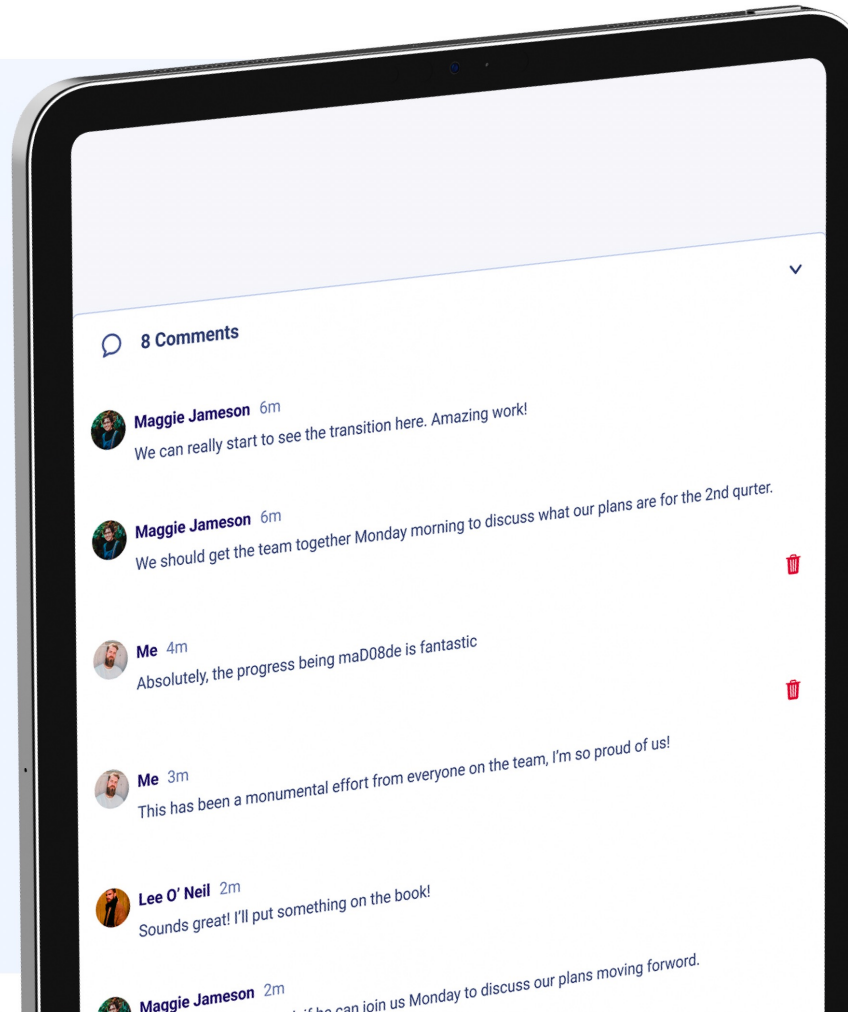 8 Comments
Maggie Jameson 6m
We can really start to see the transition here. Amazing work!
Maggie Jameson 6m
We should get the team together Monday morning to discuss what our plans are for the 2nd qurter.
Me 4m
Absolutely, the progress being maD08de is fantastic
Me 3m
This has been a monumental effort from everyone on the team, I'm so proud of us!
Lee O' Neil 2m
Sounds great! I'll put something on the book!
Maggie Jameson 2m
if he can join us Monday to discuss our plans moving forword.